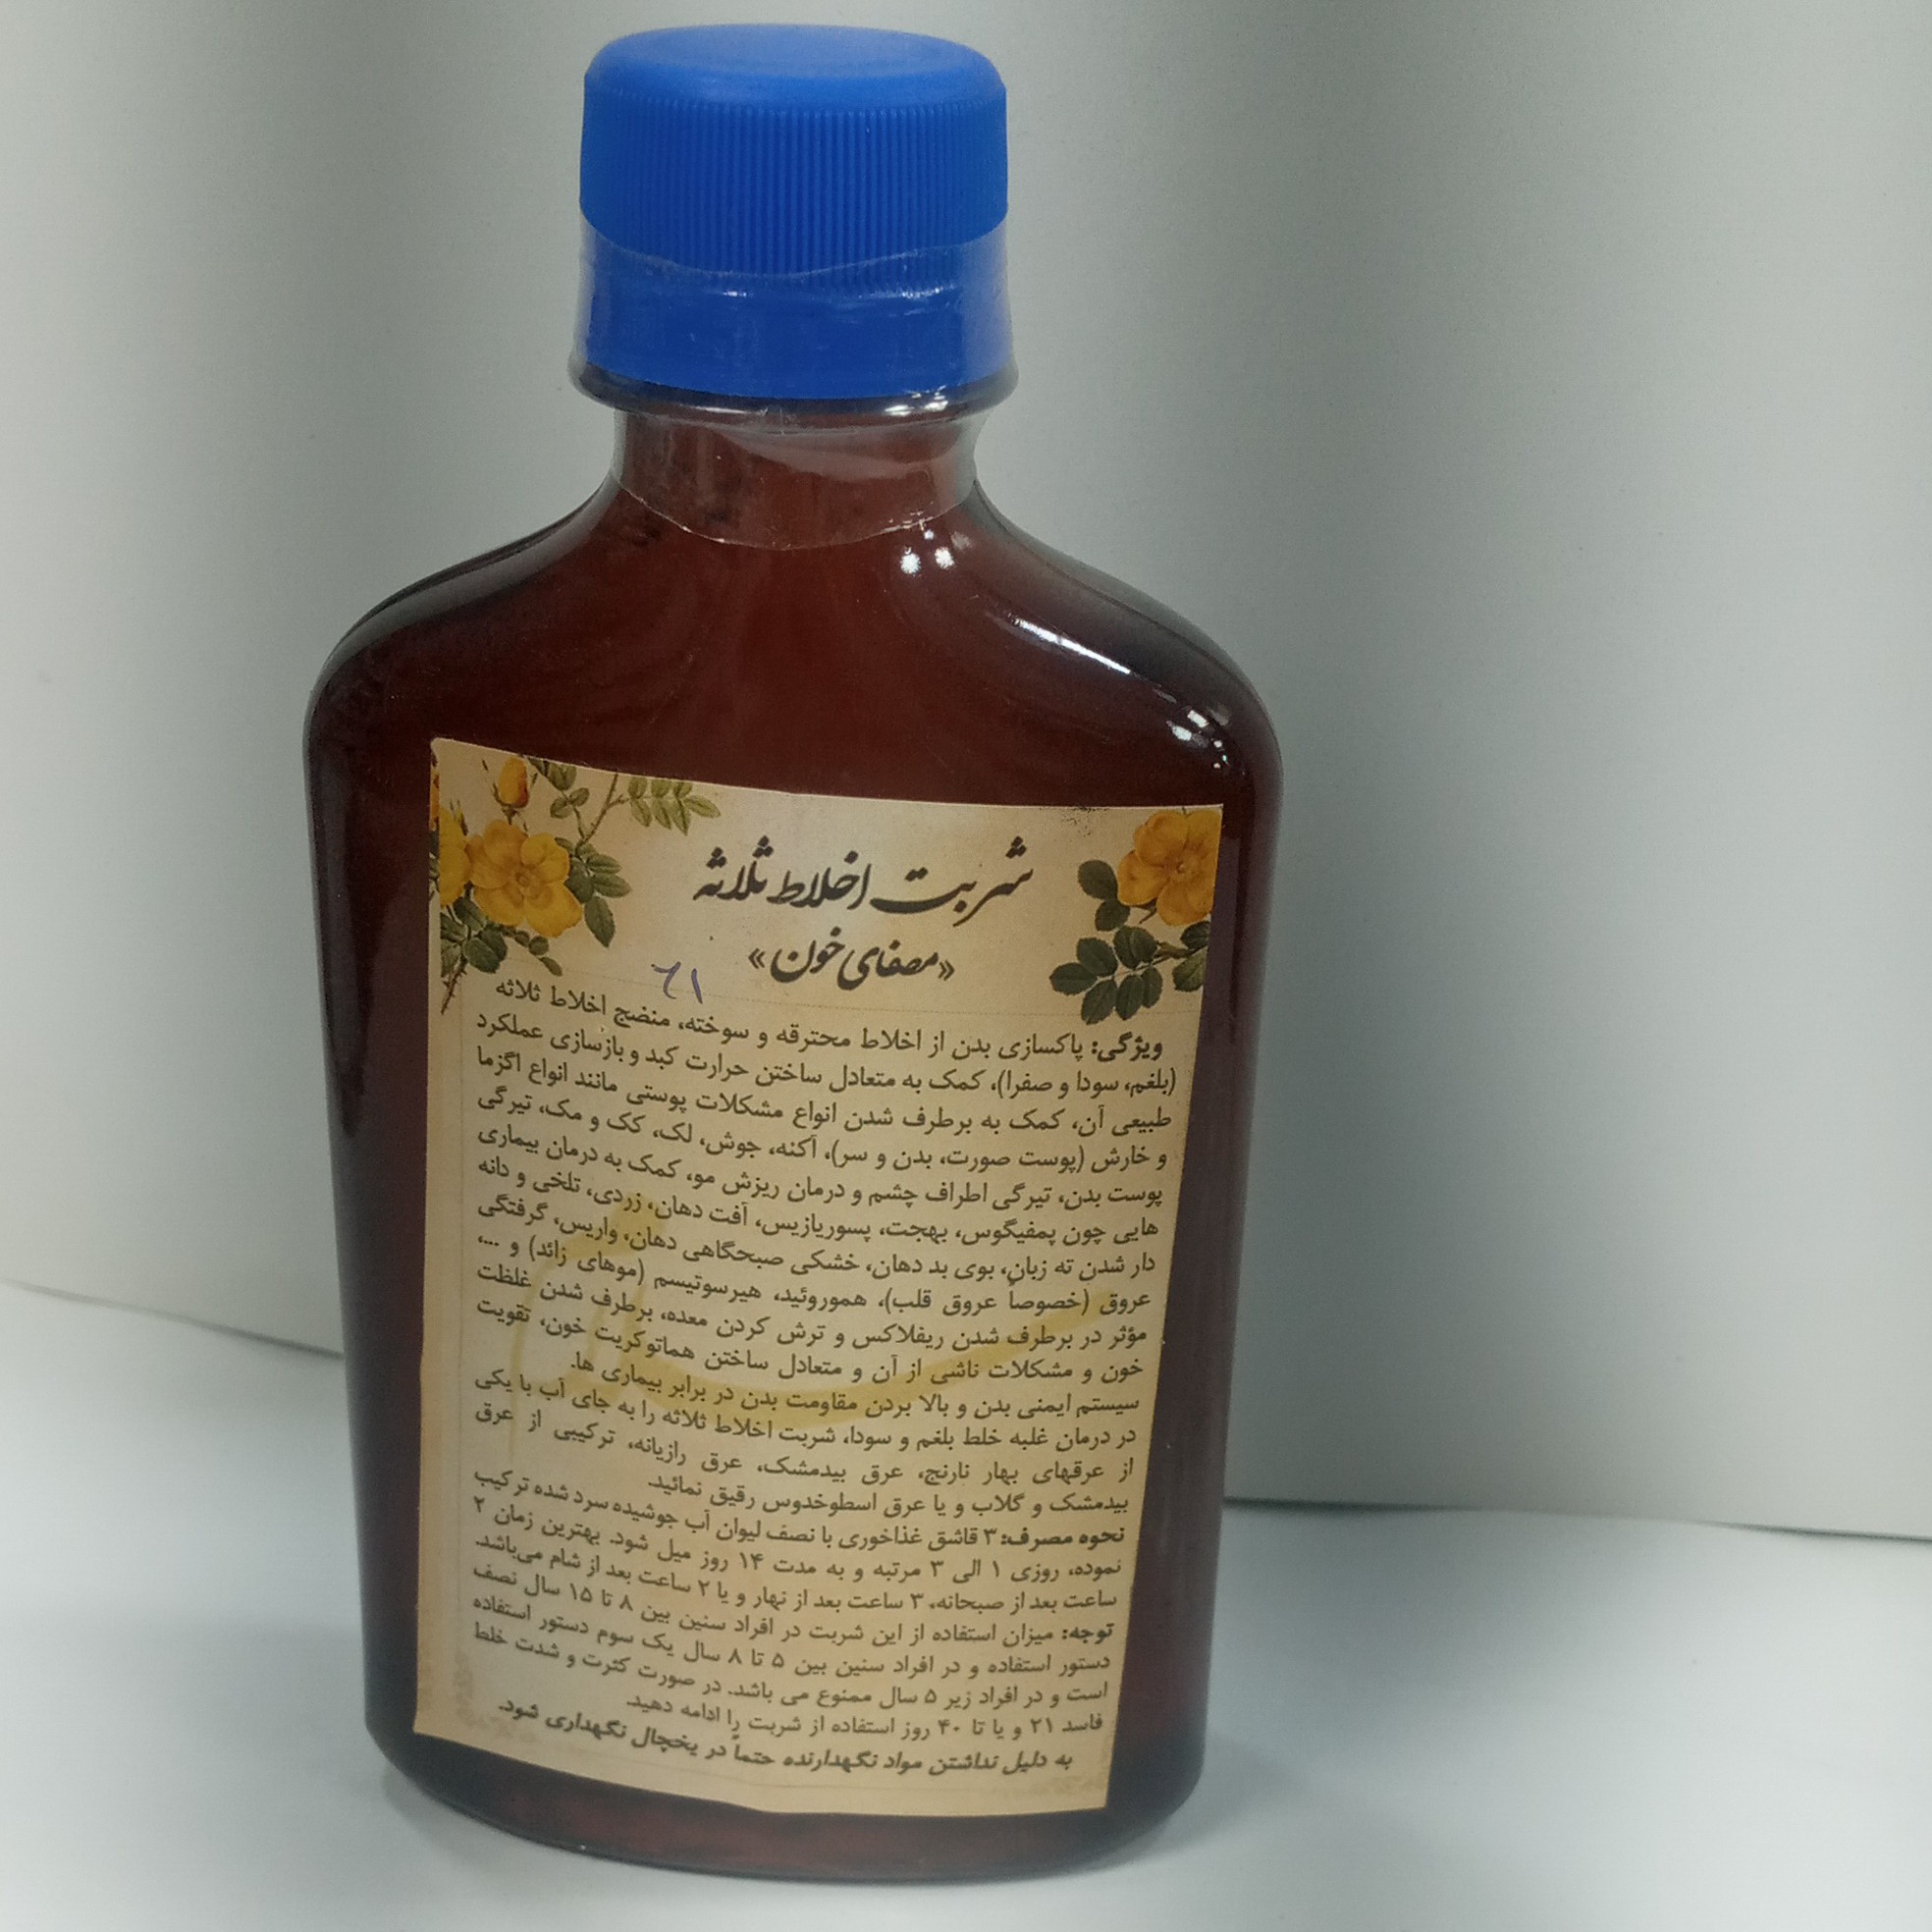 شربت اخلاط ثلاثه
«مصفای خون»
ویژگی: پاکسازی بدن از اخلاط محترقه و سوخته، منضج اخلاط ثلاثه
(بلغم، سودا و صفرا)، کمک به متعادل ساختن حرارت کبد و بازسازی عملکرد
طبیعی آن، کمک به برطرف شدن انواع مشکلات پوستی مانند انواع اگزما
و خارش (پوست صورت، بدن و سر)، آکنه، جوش، لک، کک و مک، تیرگی
پوست بدن، تیرگی اطراف چشم و درمان ریزش مو، کمک به درمان بیماری
هایی چون پمفیگوس، بهجت، پسوریازیس، آفت دهان، زردی، تلخی و دانه
دار شدن ته زبان، بوی بد دهان، خشکی صبحگاهی دهان، واریس، گرفتگی
عروق (خصوصاً عروق قلب)، هموروئید، هیرسوتیسم (موهای زائد) و ...،
مؤثر در برطرف شدن ریفلاکس و ترش کردن معده، برطرف شدن غلظت
خون و مشکلات ناشی از آن و متعادل ساختن هماتوکریت خون، تقویت
سیستم ایمنی بدن و بالا بردن مقاومت بدن در برابر بیماری ها.
در درمان غلبه خلط بلغم و سودا، شربت اخلاط ثلاثه را به جای آب با یکی
از عرقهای بهار نارنج، عرق بیدمشک، عرق رازیانه، ترکیبی از عرق
بیدمشک و گلاب و یا عرق اسطوخدوس رقیق نمائید.
نحوه مصرف: ۳ قاشق غذاخوری با نصف لیوان آب جوشیده سرد شده ترکیب
نموده، روزی ۱ الی ۳ مرتبه و به مدت ۱۴ روز میل شود. بهترین زمان ۲
ساعت بعد از صبحانه، ۳ ساعت بعد از نهار و یا ۲ ساعت بعد از شام می‌باشد.
توجه: میزان استفاده از این شربت در افراد سنین بین ۸ تا ۱۵ سال نصف
دستور استفاده و در افراد سنین بین ۵ تا ۸ سال یک سوم دستور استفاده
است و در افراد زیر ۵ سال ممنوع می باشد. در صورت کثرت و شدت خلط
فاسد ۲۱ و یا تا ۴۰ روز استفاده از شربت را ادامه دهید.
به دلیل نداشتن مواد نگهدارنده حتماً در یخچال نگهداری شود.